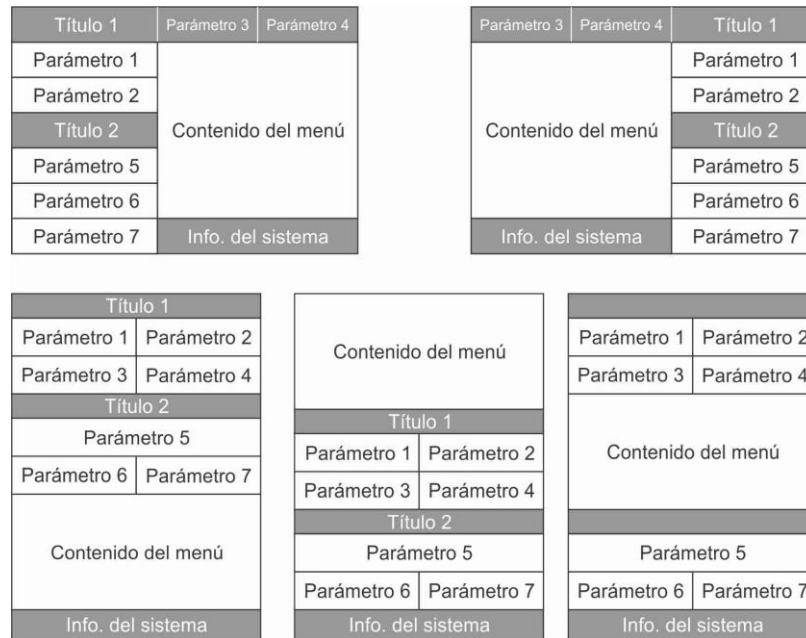 Título 1 Parámetro 3 Parámetro 4
Parámetro 1
Parámetro 2
Contenido del menú
Título 2
Parámetro 5
Parámetro 6
Parámetro 7 Info. del sistema
Parámetro 3 Parámetro 4 Título 1
Parámetro 1
Parámetro 2
Contenido del menú Título 2
Parámetro 5
Parámetro 6
Info. del sistema Parámetro 7
Título 1
Parámetro 1 Parámetro 2
Parámetro 3 Parámetro 4
Título 2
Parámetro 5
Parámetro 6 Parámetro 7
Contenido del menú
Info. del sistema
Contenido del menú
Título 1
Parámetro 1 Parámetro 2
Parámetro 3 Parámetro 4
Título 2
Parámetro 5
Parámetro 6 Parámetro 7
Info. del sistema
Parámetro 1 Parámetro 2
Parámetro 3 Parámetro 4
Contenido del menú
Parámetro 5
Parámetro 6 Parámetro 7
Info. del sistema